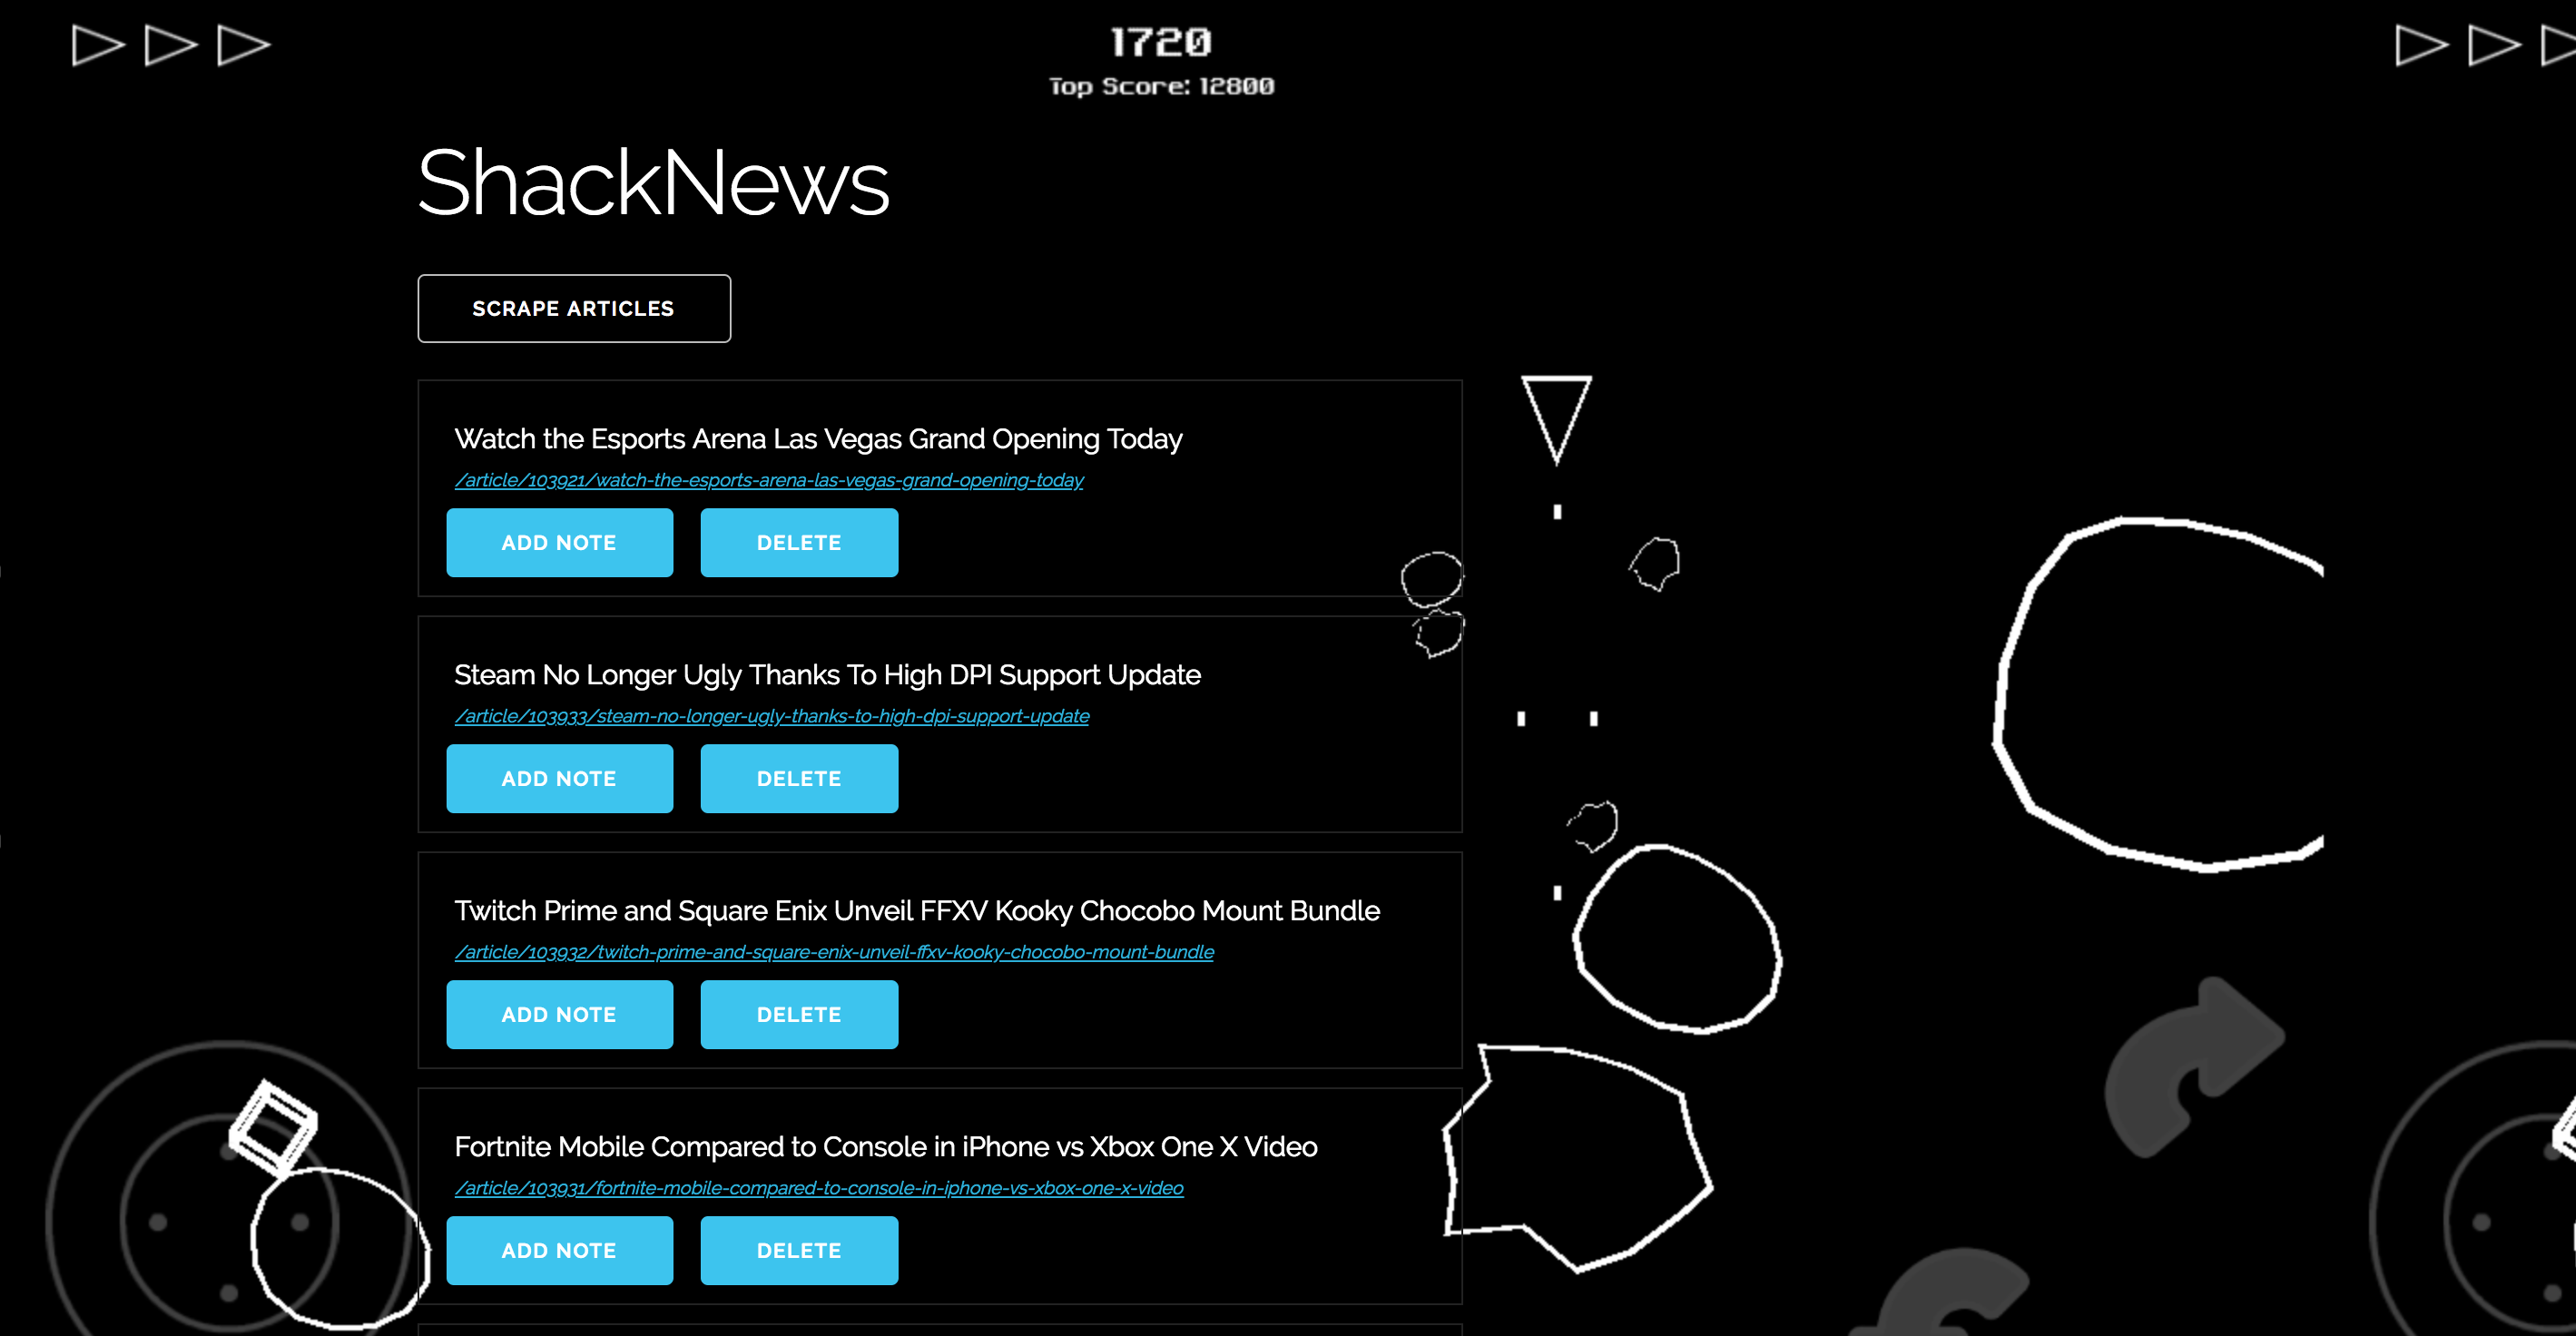 1720
Top Score: 12800
ShackNews
SCRAPE ARTICLES
Watch the Esports Arena Las Vegas Grand Opening Today
/article/103921/watch-the-esports-arena-las-vegas-grand-opening-today
ADD NOTE DELETE
Steam No Longer Ugly Thanks To High DPI Support Update
/article/103933/steam-no-longer-ugly-thanks-to-high-dpi-support-update
ADD NOTE DELETE
Twitch Prime and Square Enix Unveil FFXV Kooky Chocobo Mount Bundle
/article/103932/twitch-prime-and-square-enix-unveil-ffxv-kooky-chocobo-mount-bundle
ADD NOTE DELETE
Fortnite Mobile Compared to Console in iPhone vs Xbox One X Video
/article/103931/fortnite-mobile-compared-to-console-in-iphone-vs-xbox-one-x-video
ADD NOTE DELETE